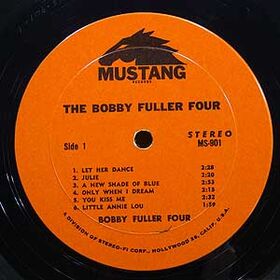 MUSTANG
RECORDS
THE BOBBY FULLER FOUR
Side 1
STEREO
MS-901
1. LET HER DANCE 2:28
2. JULIE 2:20
3. A NEW SHADE OF BLUE 2:53
4. ONLY WHEN I DREAM 2:15
5. YOU KISS ME 2:32
6. LITTLE ANNIE LOU 1:59
BOBBY FULLER FOUR
A DIVISION OF STEREO-FI CORP., HOLLYWOOD 28, CALIF. U.S.A.